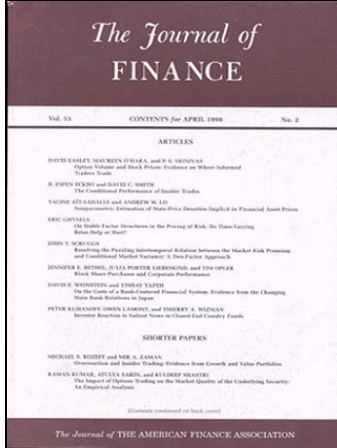 The Journal of
FINANCE
Vol. 53 CONTENTS for APRIL 1998 No. 2
ARTICLES
DAVID EASLEY, MAUREEN O'HARA, and P. S. SRINIVAS
Option Volume and Stock Prices: Evidence on Where Informed
Traders Trade
B. ESPEN ECKBO and DAVID C. SMITH
The Conditional Performance of Insider Trades
YACINE AÏT-SAHALIA and ANDREW W. LO
Nonparametric Estimation of State-Price Densities Implicit in Financial Asset Prices
ERIC GHYSELS
On Stable Factor Structures in the Pricing of Risk: Do Time-Varying
Betas Help or Hurt?
JOHN T. SCRUGGS
Resolving the Puzzling Intertemporal Relation between the Market Risk Premium
and Conditional Market Variance: A Two-Factor Approach
JENNIFER E. BETHEL, JULIA PORTER LIEBESKIND, and TIM OPLER
Block Share Purchases and Corporate Performance
DAVID E. WEINSTEIN and YISHAY YAFEH
On the Costs of a Bank-Centered Financial System: Evidence from the Changing
Main Bank Relations in Japan
PETER KLIBANOFF, OWEN LAMONT, and THIERRY A. WIZMAN
Investor Reaction to Salient News in Closed-End Country Funds
SHORTER PAPERS
MICHAEL S. ROZEFF and MIR A. ZAMAN
Overreaction and Insider Trading: Evidence from Growth and Value Portfolios
RAMAN KUMAR, ATULYA SARIN, and KULDEEP SHASTRI
The Impact of Options Trading on the Market Quality of the Underlying Security:
An Empirical Analysis
(Contents continued on back cover)
The Journal of THE AMERICAN FINANCE ASSOCIATION